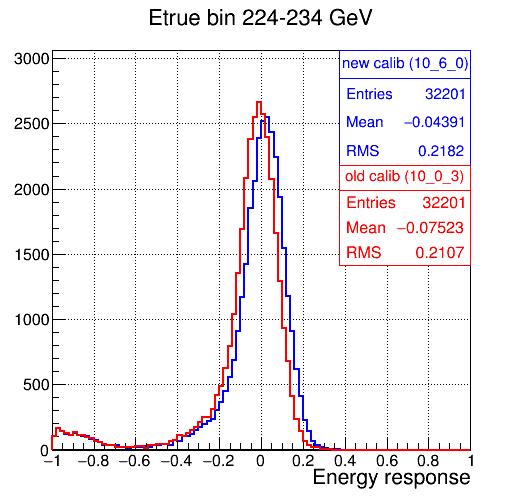 Etrue bin 224-234 GeV
new calib (10_6_0)
Entries 32201
Mean −0.04391
RMS 0.2182
old calib (10_0_3)
Entries 32201
Mean −0.07523
RMS 0.2107
3000
2500
2000
1500
1000
500
0
−1 −0.8 −0.6 −0.4 −0.2 0 0.2 0.4 0.6 0.8 1
Energy response